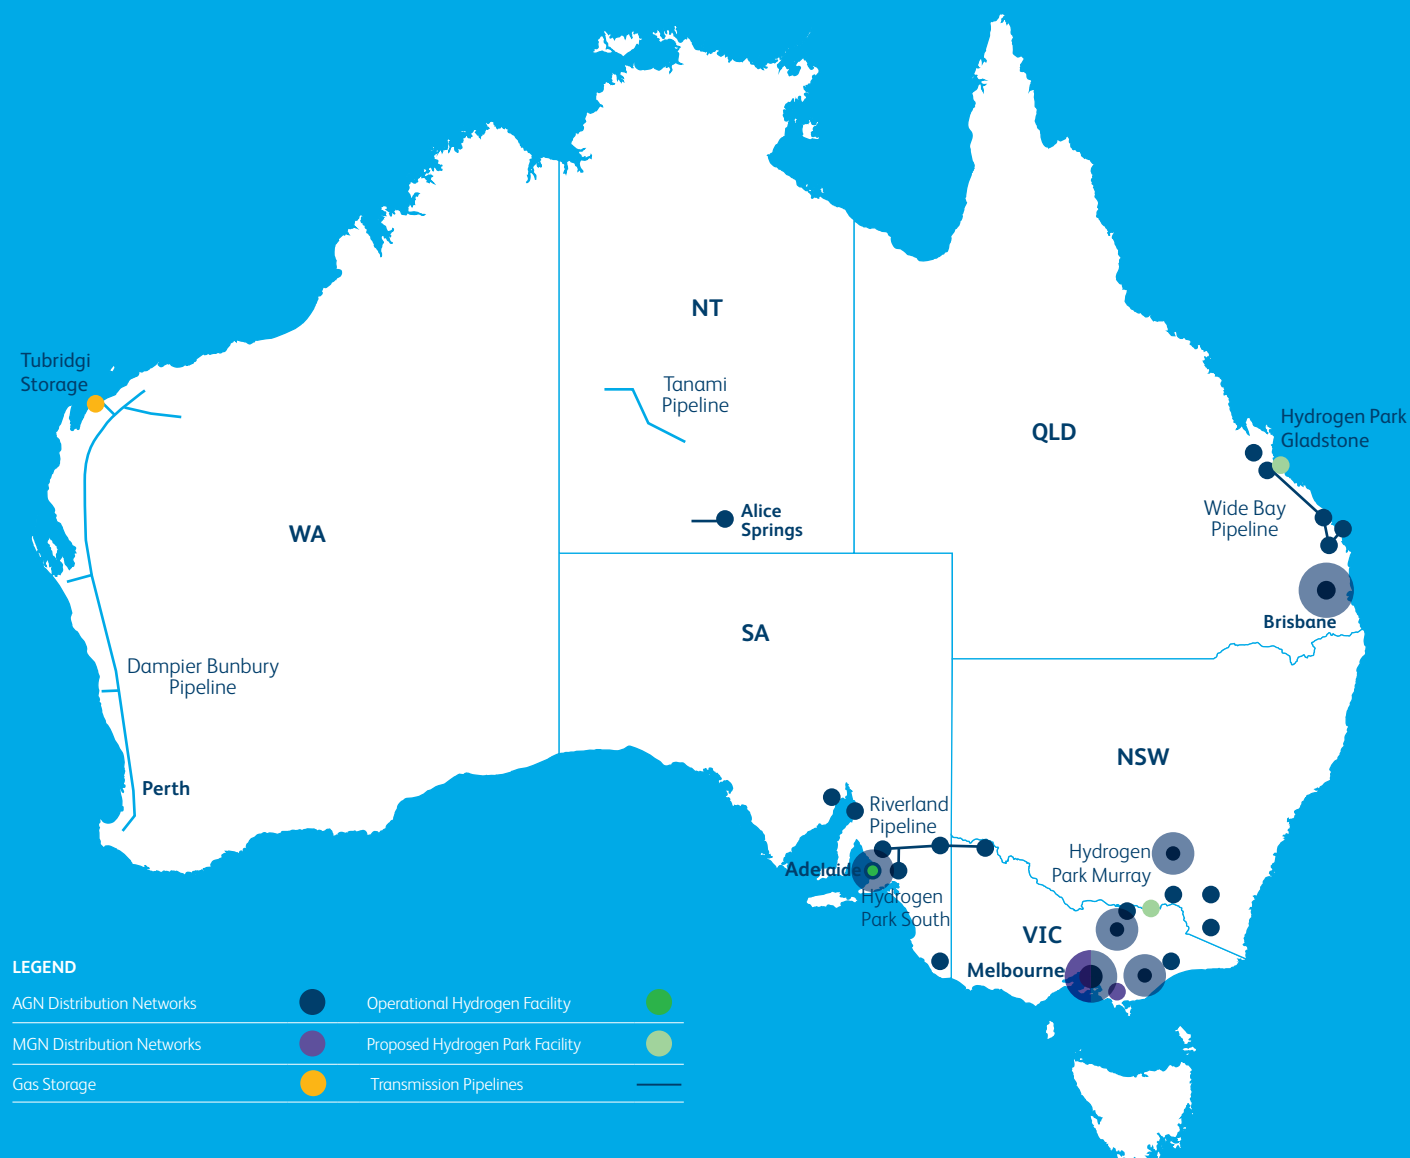 NT
Tubridgi
Storage
Tanami
Pipeline
Hydrogen Park
Gladstone
QLD
Alice
Springs
Wide Bay
Pipeline
WA
Brisbane
SA
Dampier Bunbury
Pipeline
NSW
Perth
Riverland
Pipeline
Hydrogen
Park Murray
Adelaide
Hydrogen
Park South
VIC
Melbourne
LEGEND
AGN Distribution Networks
Operational Hydrogen Facility
MGN Distribution Networks
Proposed Hydrogen Park Facility
Gas Storage
Transmission Pipelines